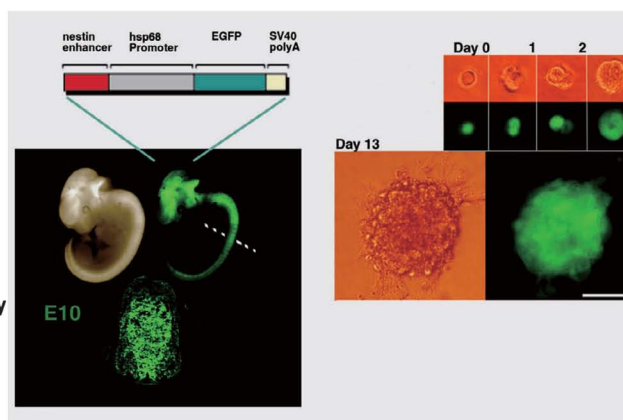 nestin enhancer
hsp68 Promoter
EGFP
SV40 polyA
Day 0 1 2
Day 13
E10
y